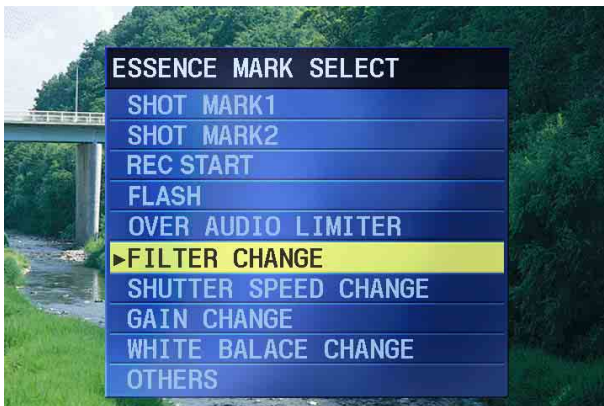 ESSENCE MARK SELECT
SHOT MARK1
SHOT MARK2
REC START
FLASH
OVER AUDIO LIMITER
▸FILTER CHANGE
SHUTTER SPEED CHANGE
GAIN CHANGE
WHITE BALACE CHANGE
OTHERS